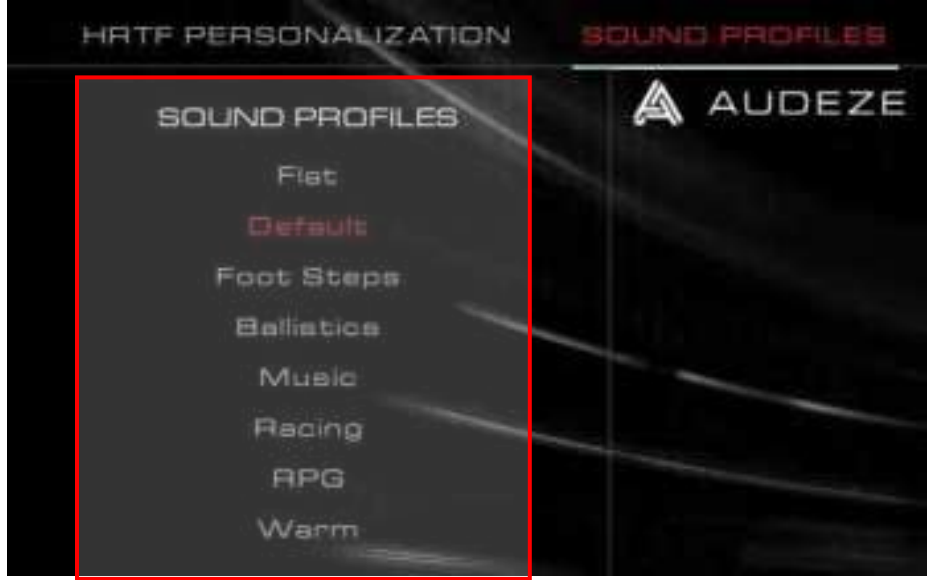 HRTF PERSONALIZATION SOUND PROFILES
AUDEZE
SOUND PROFILES
Flat
Default
Foot Steps
Ballistics
Music
Racing
RPG
Warm